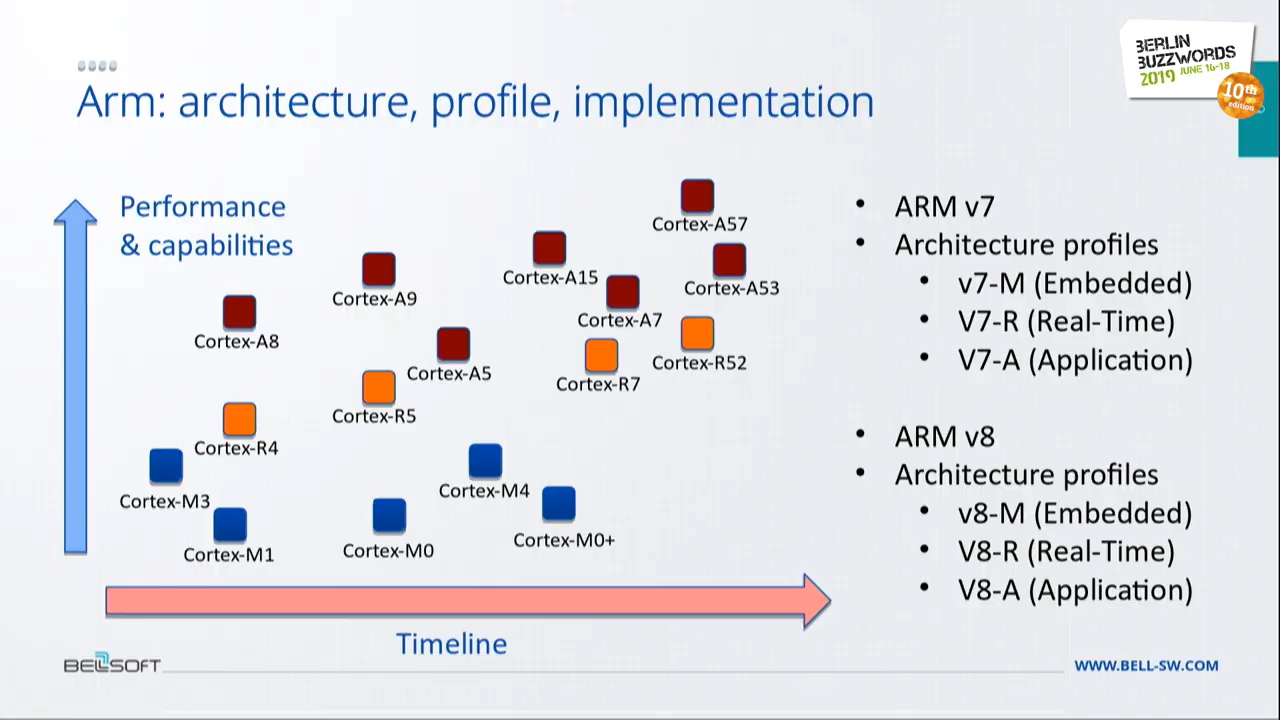 BERLIN
BUZZWORDS
2019 JUNE 16-18
10th
edition
Arm: architecture, profile, implementation
Performance
& capabilities
Cortex-A57
Cortex-A15
Cortex-A53
Cortex-A9
Cortex-A7
Cortex-A8
Cortex-R52
Cortex-A5
Cortex-R7
Cortex-R5
Cortex-R4
Cortex-M4
Cortex-M3
Cortex-M0+
Cortex-M0
Cortex-M1
Timeline
• ARM v7
• Architecture profiles
• v7-M (Embedded)
• V7-R (Real-Time)
• V7-A (Application)
• ARM v8
• Architecture profiles
• v8-M (Embedded)
• V8-R (Real-Time)
• V8-A (Application)
BELLSOFT
WWW.BELL-SW.COM